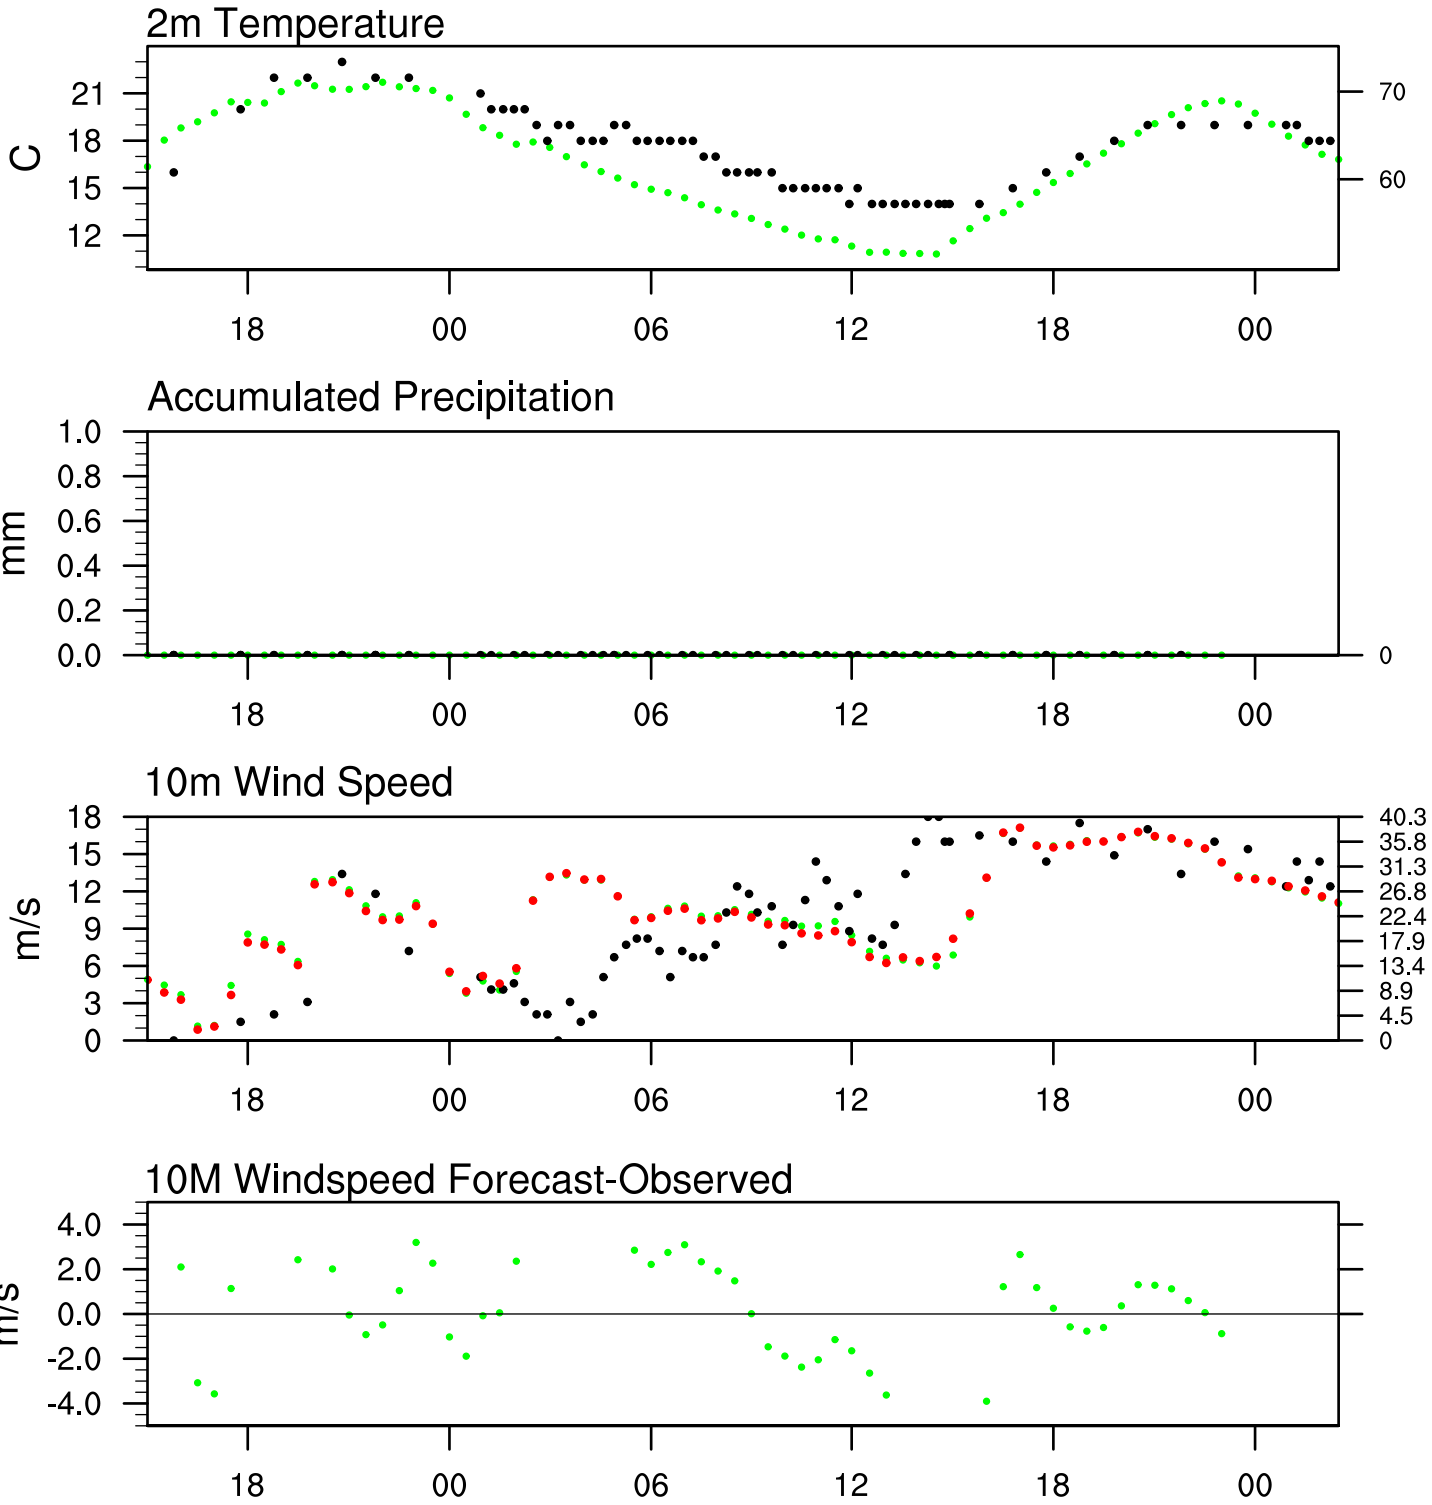 2m Temperature
21
18
15
12
C
70
60
18 00 06 12 18 00
Accumulated Precipitation
1.0
0.8
0.6
0.4
0.2
0.0
mm
0
18 00 06 12 18 00
10m Wind Speed
18
15
12
9
6
3
0
m/s
40.3
35.8
31.3
26.8
22.4
17.9
13.4
8.9
4.5
0
18 00 06 12 18 00
10M Windspeed Forecast-Observed
4.0
2.0
0.0
-2.0
-4.0
m/s
18 00 06 12 18 00